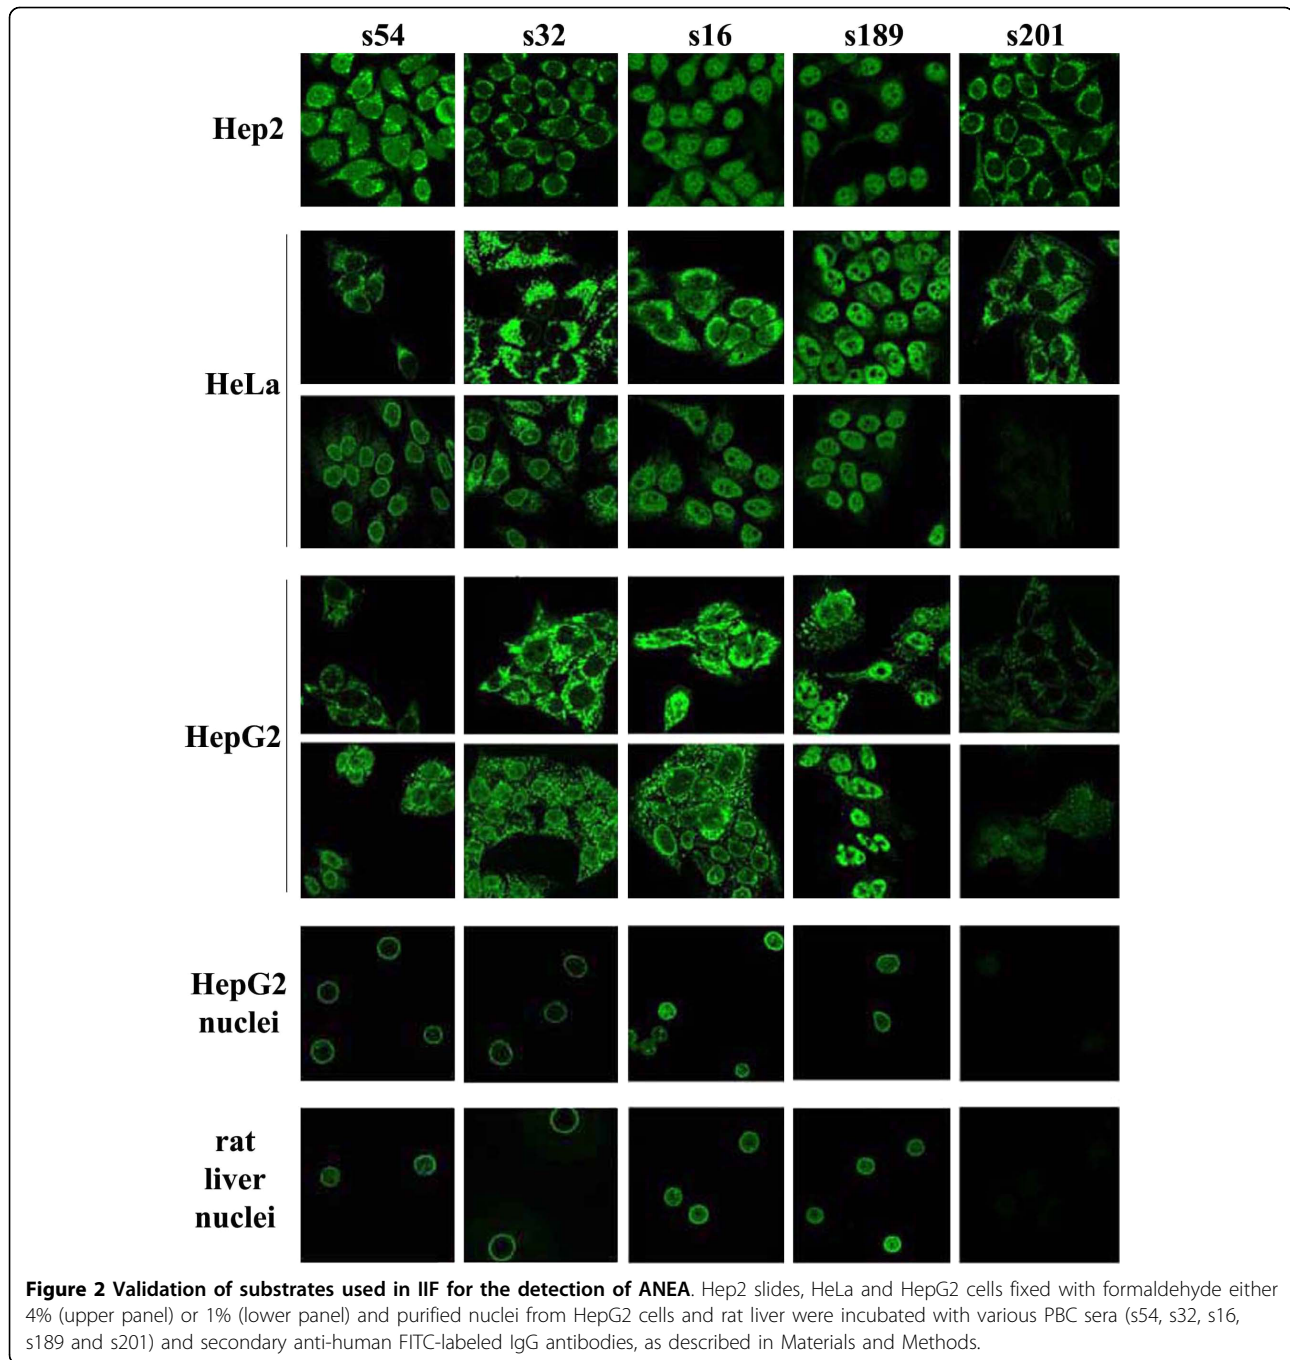 s54 s32 s16 s189 s201
Hep2
HeLa
HepG2
HepG2
nuclei
rat
liver
nuclei
Figure 2 Validation of substrates used in IIF for the detection of ANEA. Hep2 slides, HeLa and HepG2 cells fixed with formaldehyde either
4% (upper panel) or 1% (lower panel) and purified nuclei from HepG2 cells and rat liver were incubated with various PBC sera (s54, s32, s16,
s189 and s201) and secondary anti-human FITC-labeled IgG antibodies, as described in Materials and Methods.